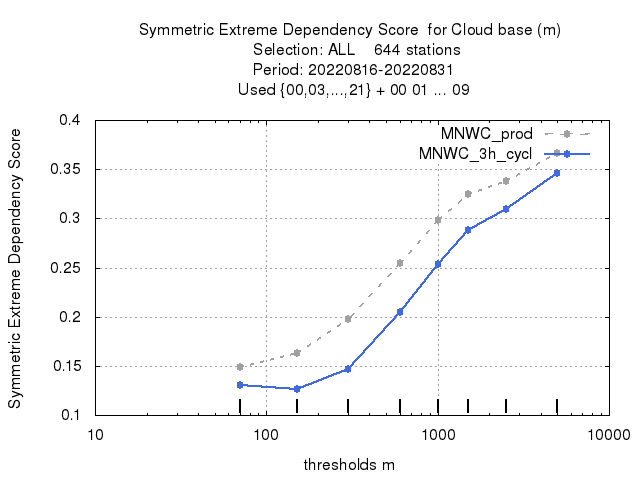 Symmetric Extreme Dependency Score  for Cloud base (m)
Selection: ALL    644 stations
Period: 20220816-20220831
Used {00,03,...,21} + 00 01 ... 09
Symmetric Extreme Dependency Score
0.4
0.35
0.3
0.25
0.2
0.15
0.1
MNWC_prod
MNWC_3h_cycl
10
100
1000
10000
thresholds m